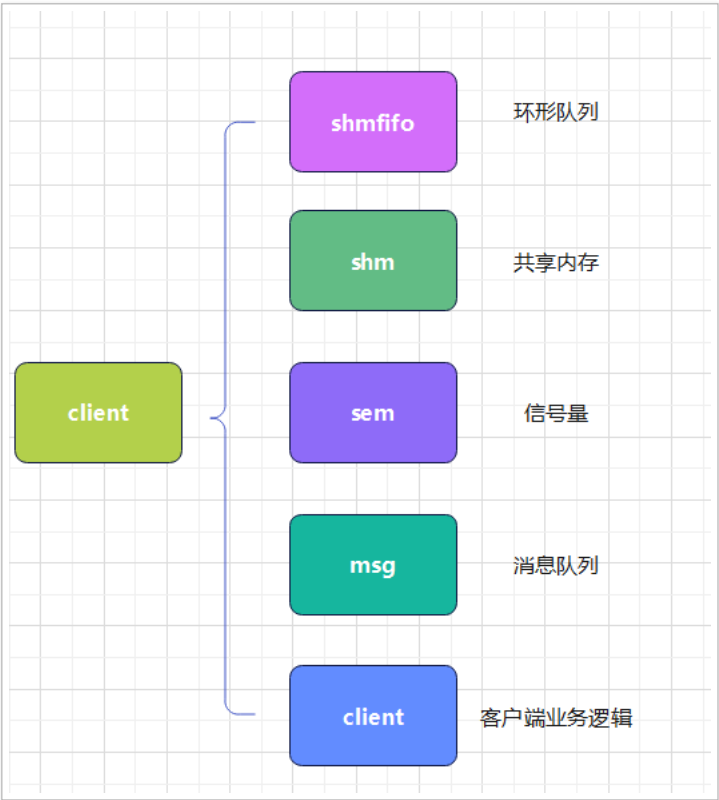 shmfifo 环形队列
shm 共享内存
client sem 信号量
msg 消息队列
client 客户端业务逻辑